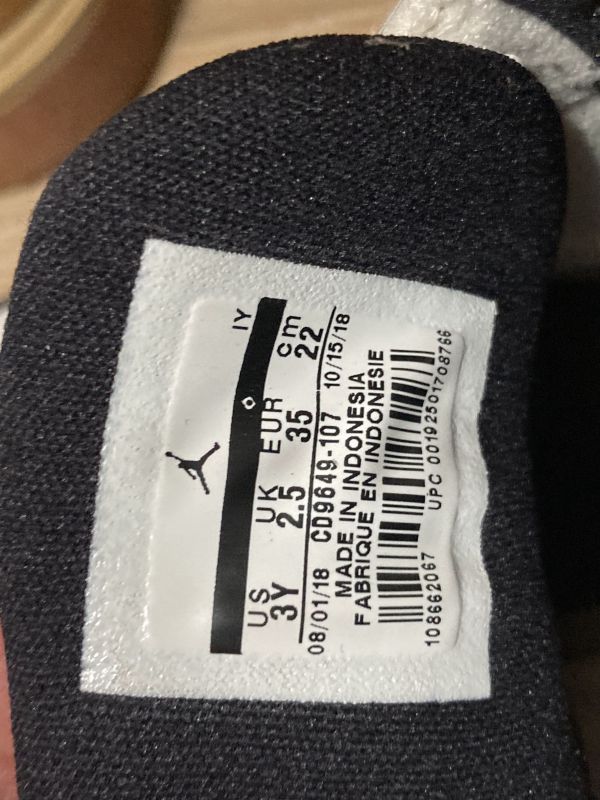 IY
US UK EUR cm
3Y 2.5 35 22
08/01/18 CD9649-107 10/15/18
MADE IN INDONESIA
FABRIQUE EN INDONESIE
108662067 UPC 00192501708766